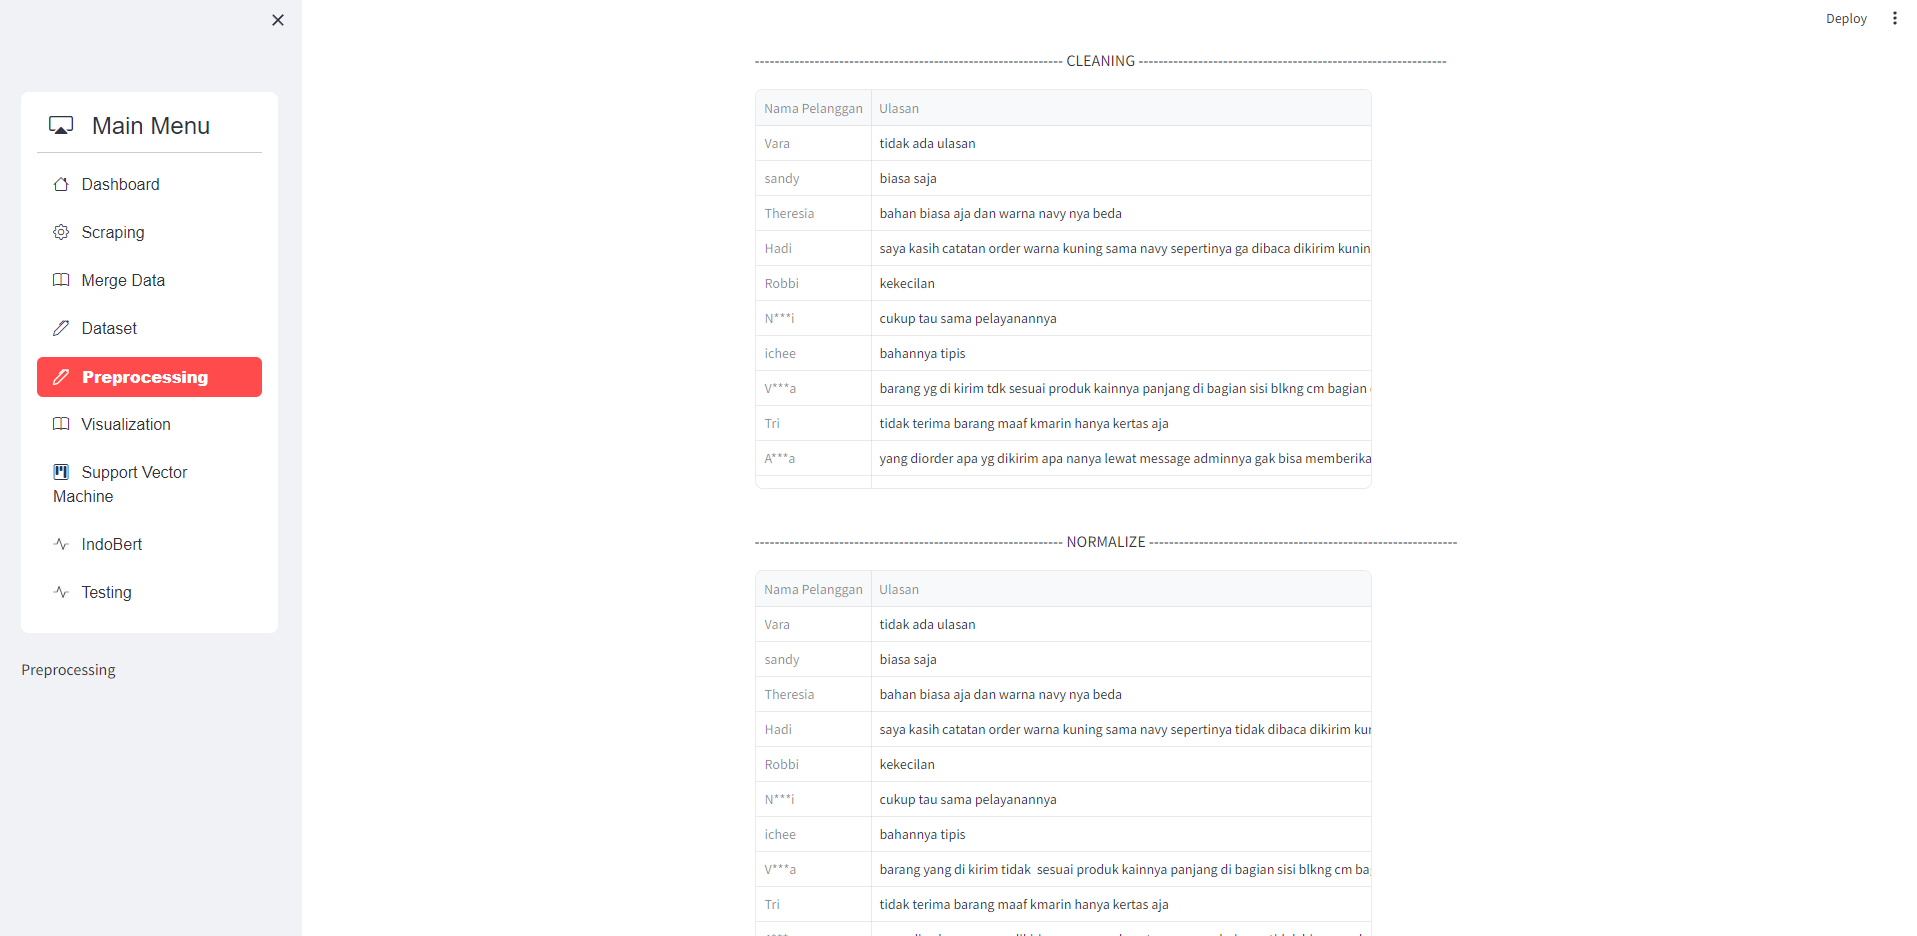 Deploy
Main Menu
Dashboard
Scraping
Merge Data
Dataset
Preprocessing
Visualization
Support Vector
Machine
IndoBert
Testing
Preprocessing
-------------------------------------------------------------- CLEANING --------------------------------------------------------------
Nama Pelanggan Ulasan
Vara tidak ada ulasan
sandy biasa saja
Theresia bahan biasa aja dan warna navy nya beda
Hadi saya kasih catatan order warna kuning sama navy sepertinya ga dibaca dikirim kunin
Robbi kekecilan
N***i cukup tau sama pelayanannya
ichee bahannya tipis
V***a barang yg di kirim tdk sesuai produk kainnya panjang di bagian sisi blkng cm bagian
Tri tidak terima barang maaf kmarin hanya kertas aja
A***a yang diorder apa yg dikirim apa nanya lewat message adminnya gak bisa memberika
-------------------------------------------------------------- NORMALIZE --------------------------------------------------------------
Nama Pelanggan Ulasan
Vara tidak ada ulasan
sandy biasa saja
Theresia bahan biasa aja dan warna navy nya beda
Hadi saya kasih catatan order warna kuning sama navy sepertinya tidak dibaca dikirim kun
Robbi kekecilan
N***i cukup tau sama pelayanannya
ichee bahannya tipis
V***a barang yang di kirim tidak  sesuai produk kainnya panjang di bagian sisi blkng cm ba
Tri tidak terima barang maaf kmarin hanya kertas aja